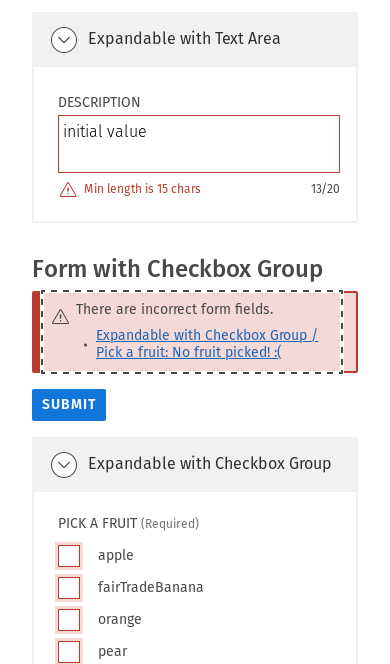 Expandable with Text Area
DESCRIPTION
initial value
Min length is 15 chars
13/20
Form with Checkbox Group
There are incorrect form fields.
• Expandable with Checkbox Group /
Pick a fruit: No fruit picked! :(
SUBMIT
Expandable with Checkbox Group
PICK A FRUIT (Required)
apple
fairTradeBanana
orange
pear